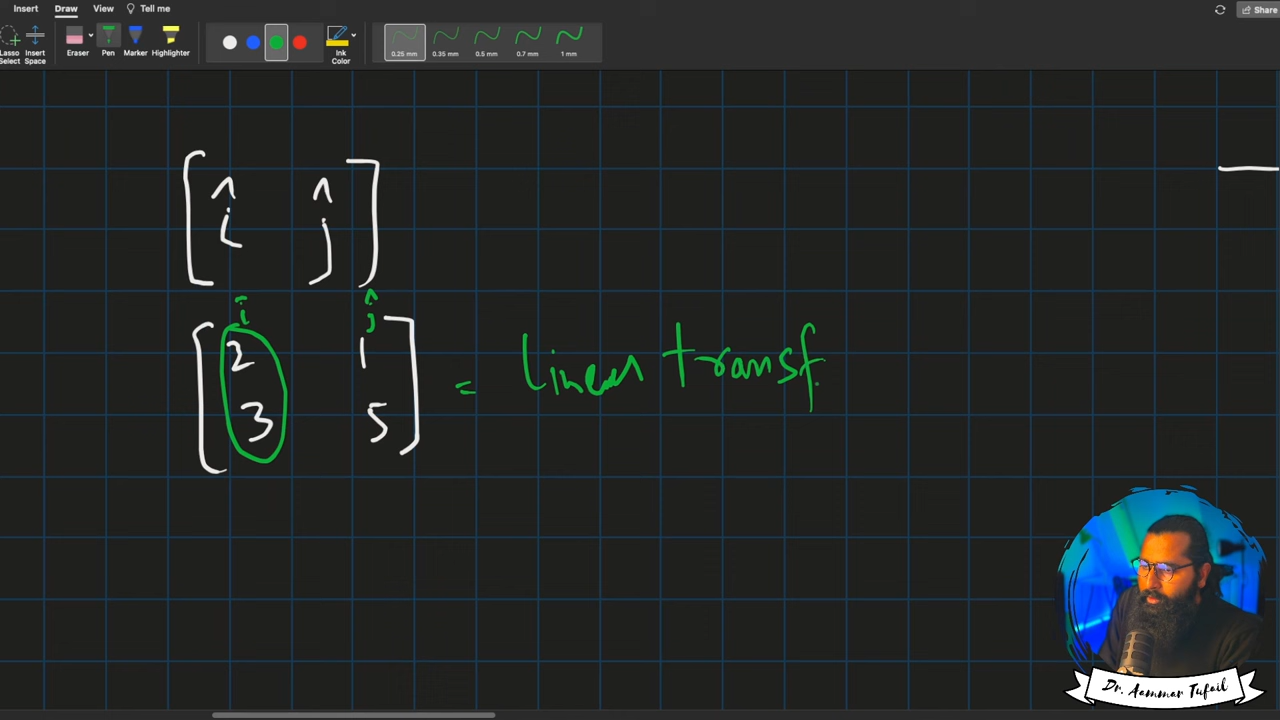 Insert Draw View Tell me
Share
Lasso Select
Insert Space
Eraser
Pen
Marker
Highlighter
Ink Color
0.25 mm
0.35 mm
0.5 mm
0.7 mm
1 mm
[ î ĵ ]
î ĵ
[ 2 1
3 5 ] = linear transf.
Dr. Aammar Tufail